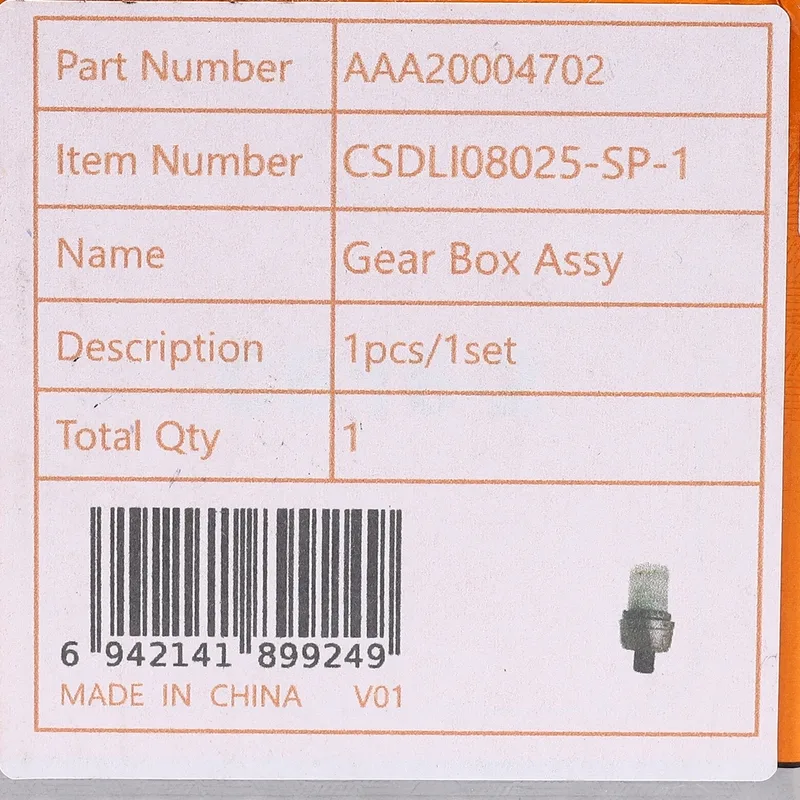 Part Number AAA20004702
Item Number CSDLI08025-SP-1
Name Gear Box Assy
Description 1pcs/1set
Total Qty 1
6 942141 899249
MADE IN CHINA V01